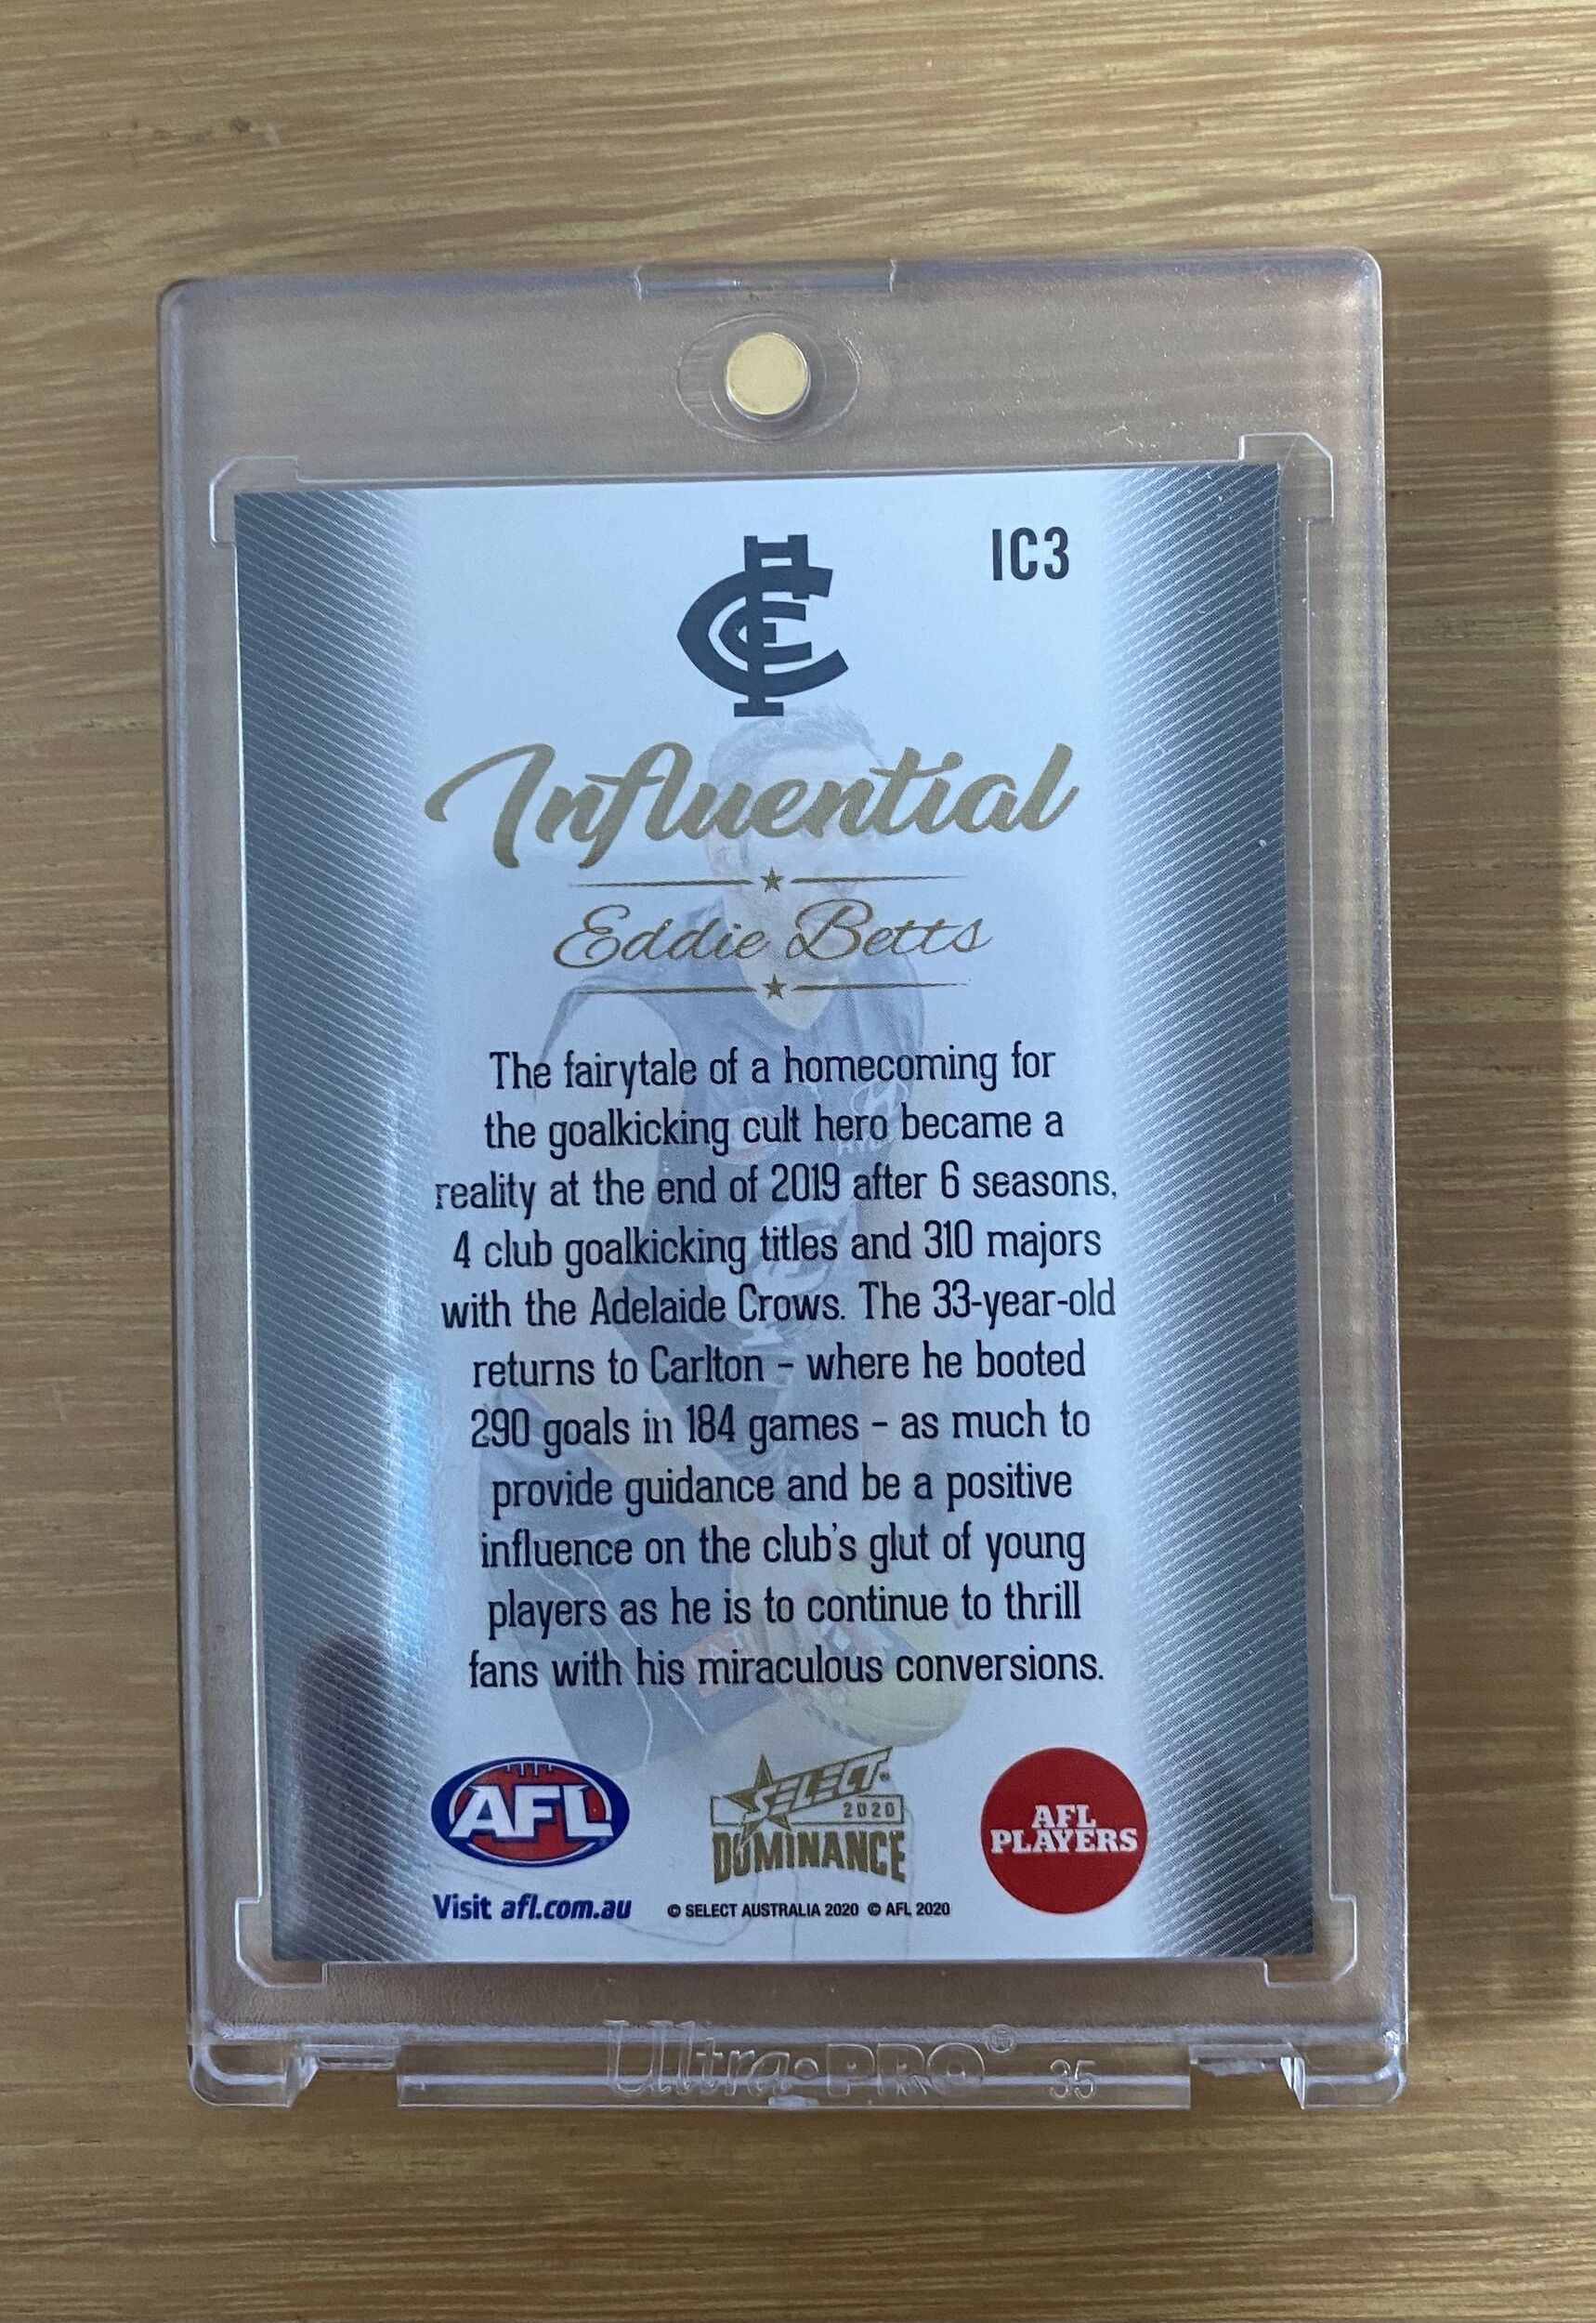 IC3
CFC
Influential
Eddie Betts
The fairytale of a homecoming for
the goalkicking cult hero became a
reality at the end of 2019 after 6 seasons,
4 club goalkicking titles and 310 majors
with the Adelaide Crows. The 33-year-old
returns to Carlton – where he booted
290 goals in 184 games – as much to
provide guidance and be a positive
influence on the club's glut of young
players as he is to continue to thrill
fans with his miraculous conversions.
AFL
Visit afl.com.au
SELECT
2020
DOMINANCE
© SELECT AUSTRALIA 2020 © AFL 2020
AFL
PLAYERS
Ultra•PRO® 35